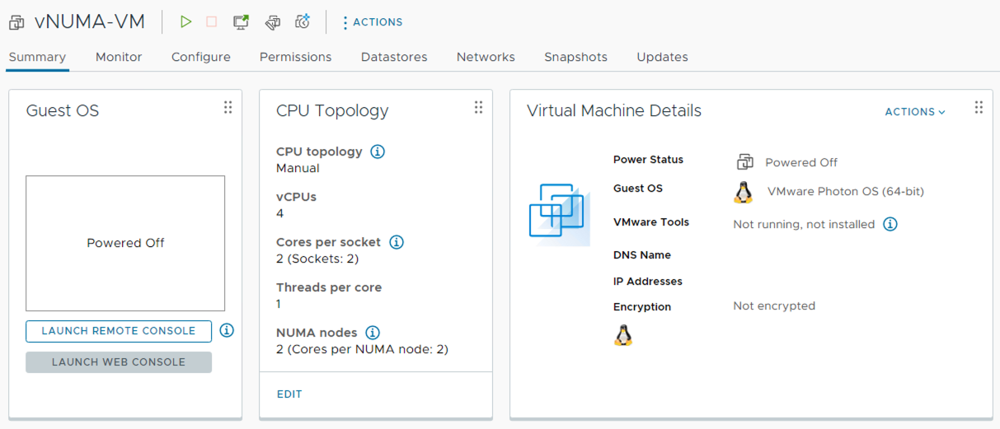 vNUMA-VM
ACTIONS
Summary Monitor Configure Permissions Datastores Networks Snapshots Updates
Guest OS
Powered Off
LAUNCH REMOTE CONSOLE
LAUNCH WEB CONSOLE
CPU Topology
CPU topology
Manual
vCPUs
4
Cores per socket
2 (Sockets: 2)
Threads per core
1
NUMA nodes
2 (Cores per NUMA node: 2)
EDIT
Virtual Machine Details
ACTIONS
Power Status Powered Off
Guest OS VMware Photon OS (64-bit)
VMware Tools Not running, not installed
DNS Name
IP Addresses
Encryption Not encrypted